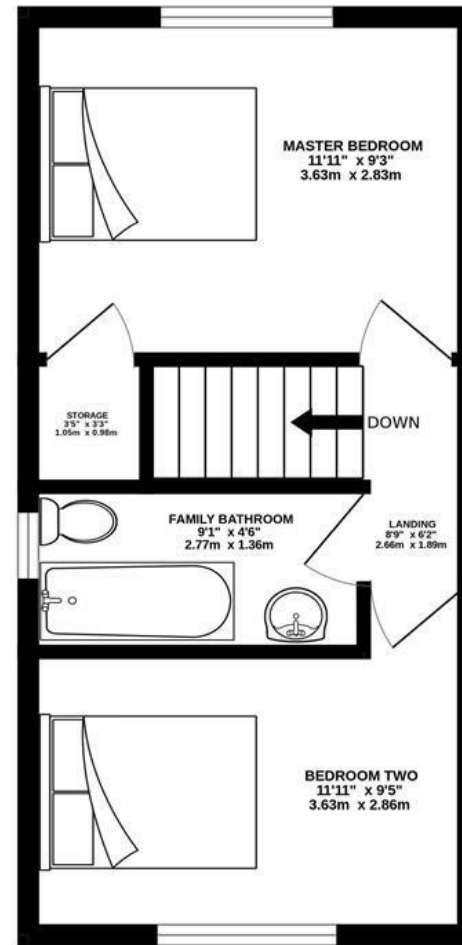 MASTER BEDROOM
11'11" x 9'3"
3.63m x 2.83m
STORAGE
3'5" x 3'3"
1.05m x 0.98m
DOWN
FAMILY BATHROOM
9'1" x 4'6"
2.77m x 1.36m
LANDING
8'9" x 6'2"
2.66m x 1.89m
BEDROOM TWO
11'11" x 9'5"
3.63m x 2.86m